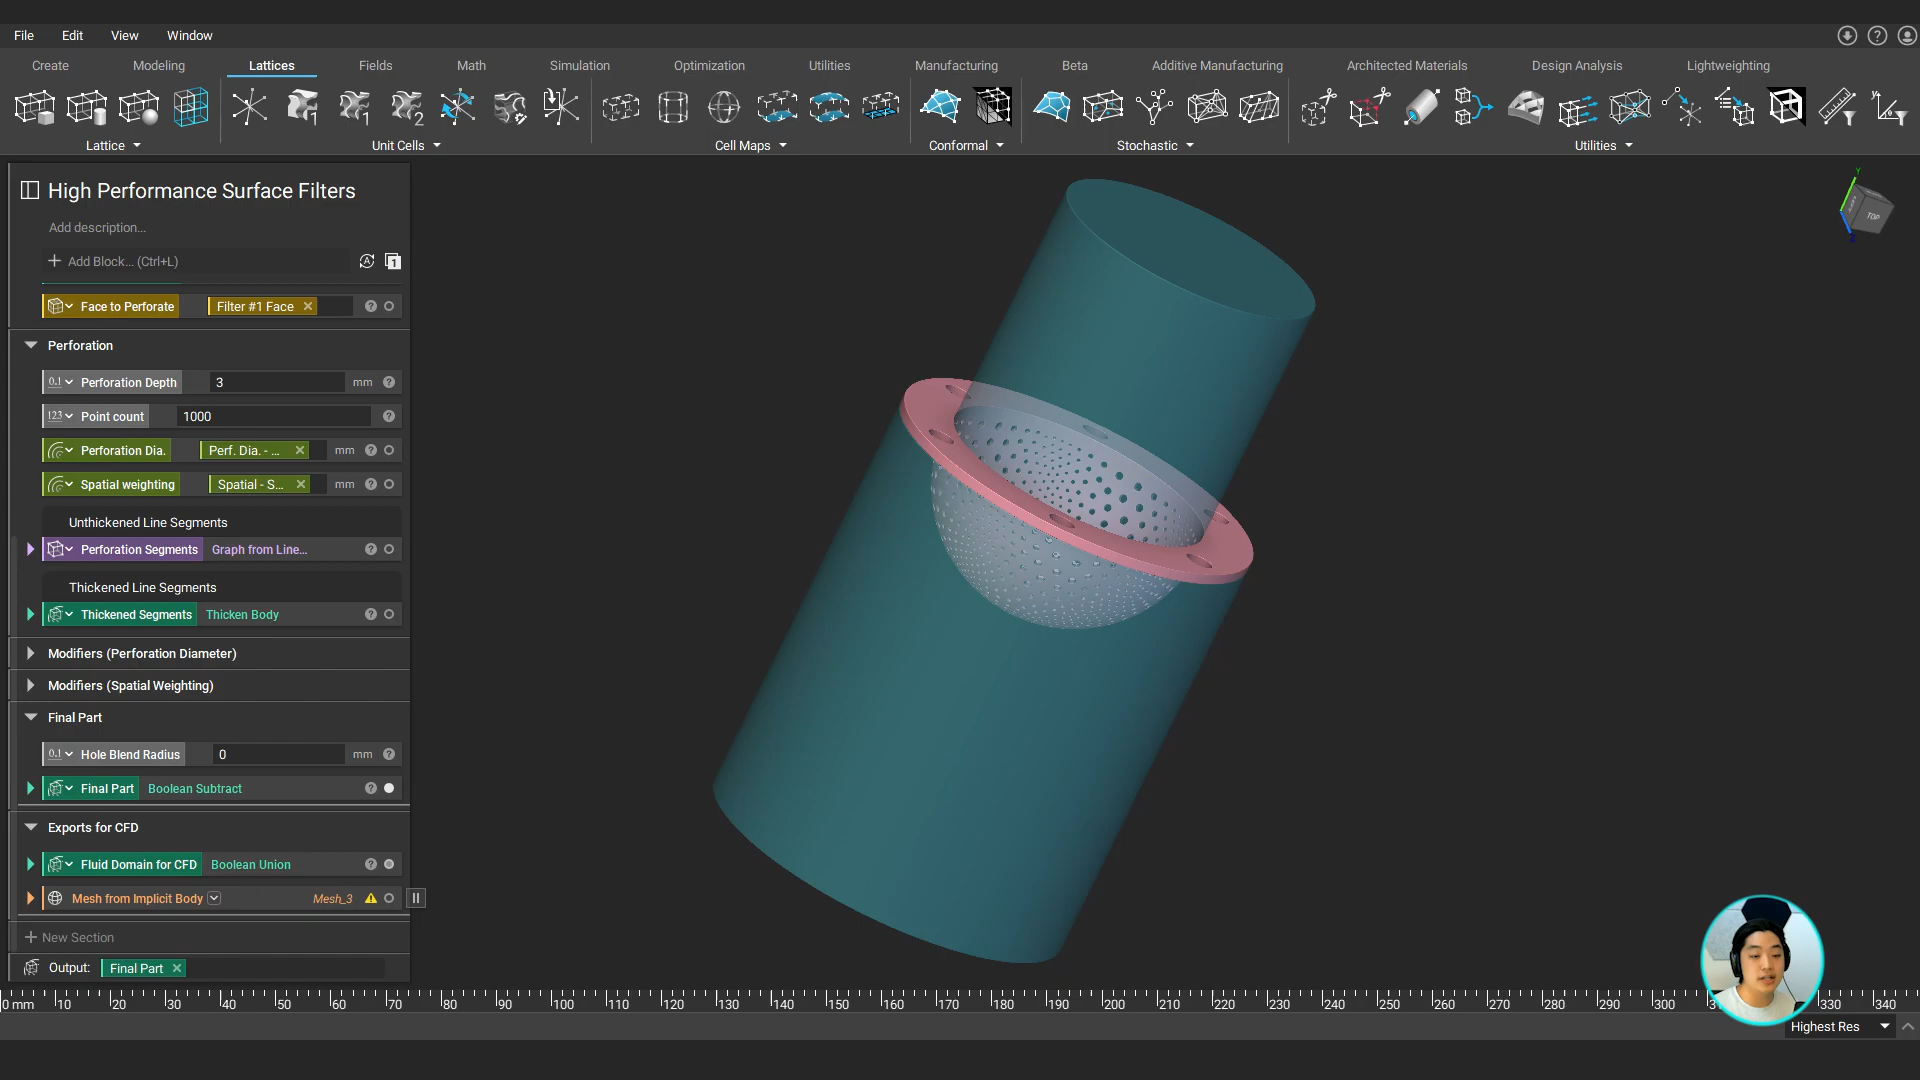 File Edit View Window
Create Modeling Lattices Fields Math Simulation Optimization Utilities Manufacturing Beta Additive Manufacturing Architected Materials Design Analysis Lightweighting
Lattice Unit Cells Cell Maps Conformal Stochastic Utilities
High Performance Surface Filters
Add description...
Add Block... (Ctrl+L)
Face to Perforate Filter #1 Face
Perforation
Perforation Depth 3 mm
Point count 1000
Perforation Dia. Perf. Dia. - ... mm
Spatial weighting Spatial - S... mm
Unthickened Line Segments
Perforation Segments Graph from Line...
Thickened Line Segments
Thickened Segments Thicken Body
Modifiers (Perforation Diameter)
Modifiers (Spatial Weighting)
Final Part
Hole Blend Radius 0 mm
Final Part Boolean Subtract
Exports for CFD
Fluid Domain for CFD Boolean Union
Mesh from Implicit Body Mesh_3
New Section
Output: Final Part
0 mm 10 20 30 40 50 60 70 80 90 100 110 120 130 140 150 160 170 180 190 200 210 220 230 240 250 260 270 280 290 300 330 340
Highest Res
TOP
Y
Z